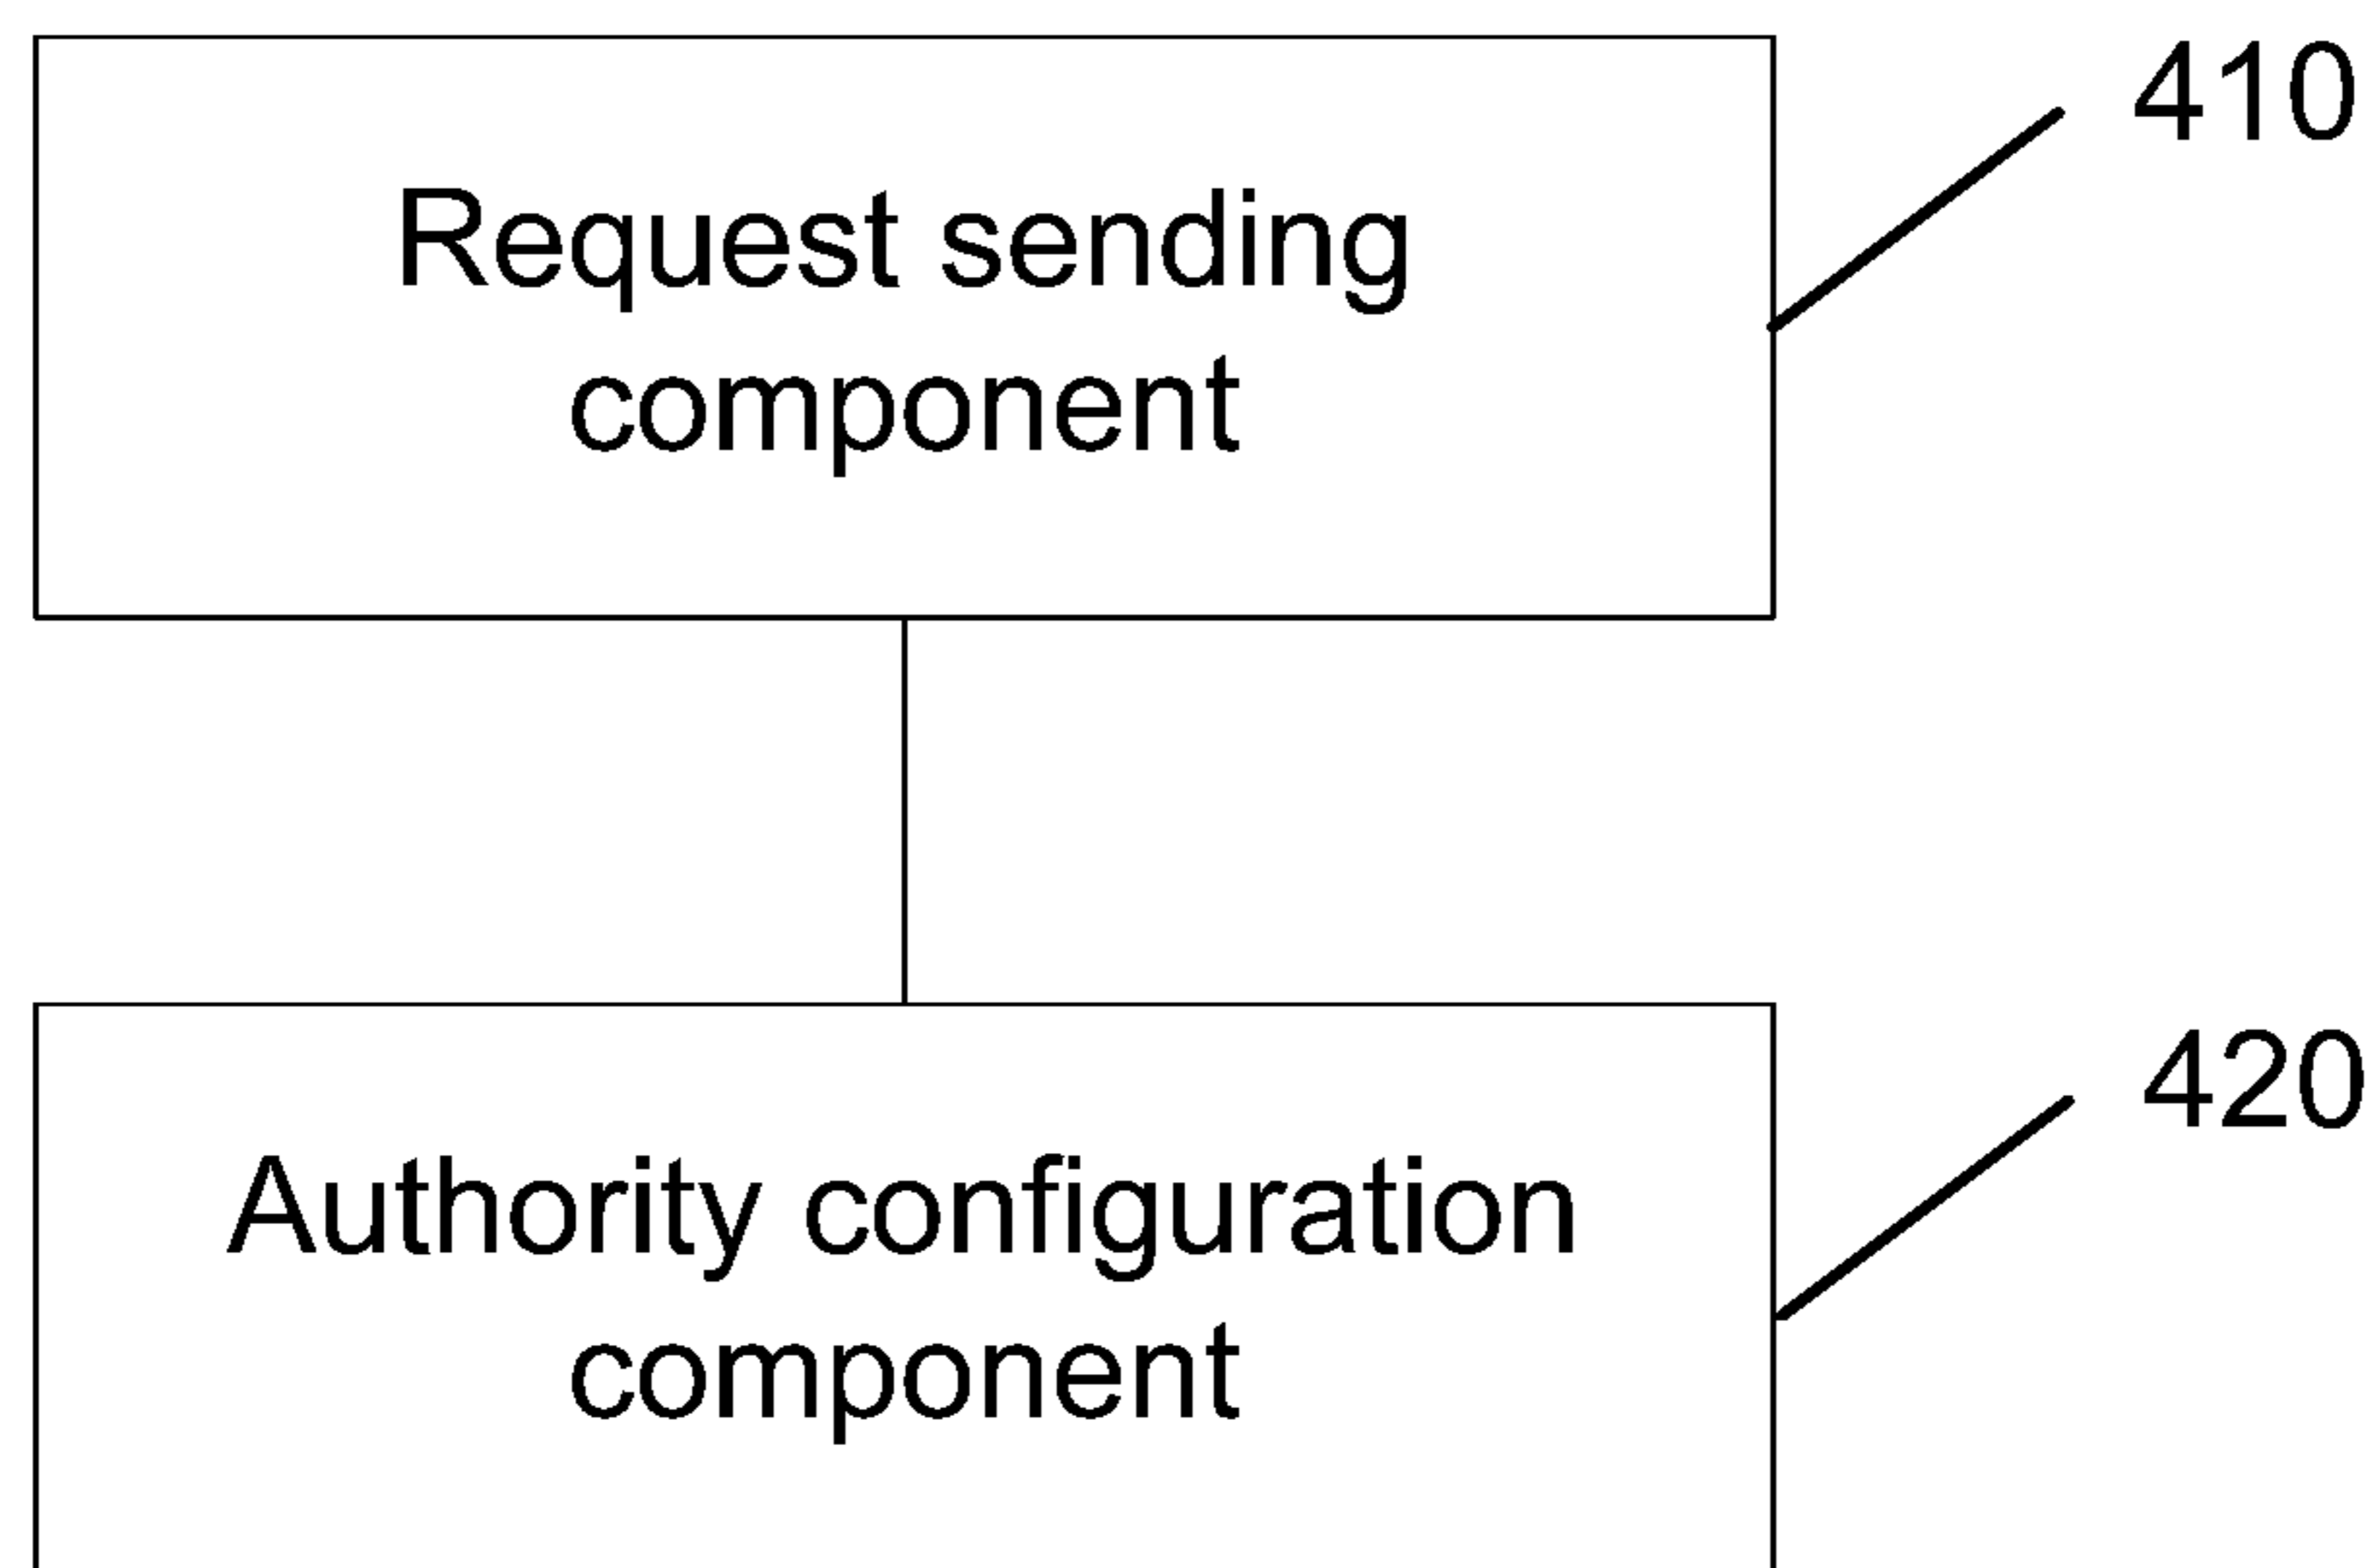 410
Request sending
component
420
Authority configuration
component